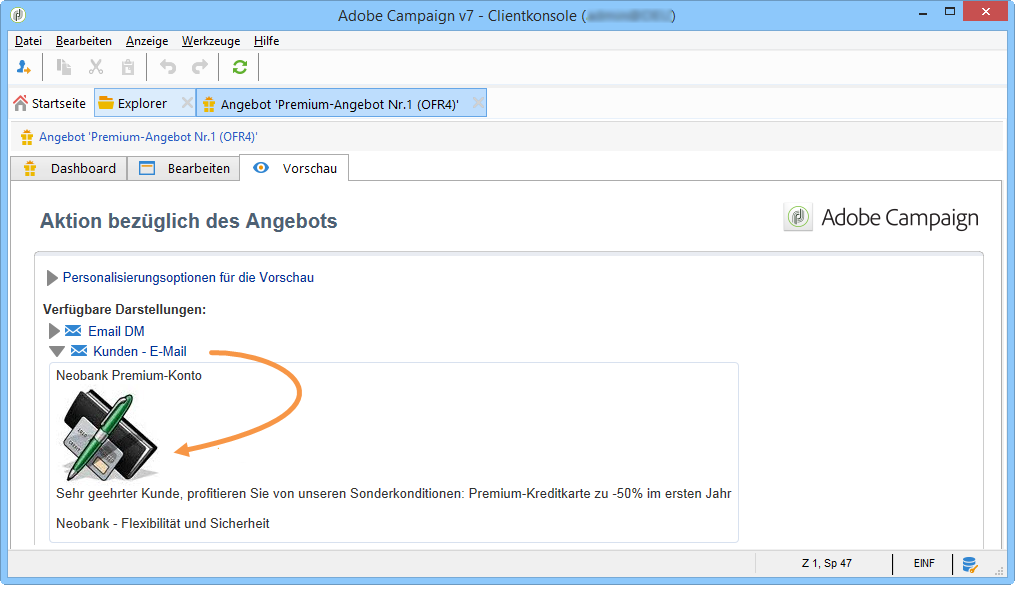 Adobe Campaign v7 - Clientkonsole ( )
Datei Bearbeiten Anzeige Werkzeuge Hilfe
Startseite Explorer Angebot 'Premium-Angebot Nr.1 (OFR4)'
Angebot 'Premium-Angebot Nr.1 (OFR4)'
Dashboard Bearbeiten Vorschau
Aktion bezüglich des Angebots
Adobe Campaign
Personalisierungsoptionen für die Vorschau
Verfügbare Darstellungen:
Email DM
Kunden - E-Mail
Neobank Premium-Konto
Sehr geehrter Kunde, profitieren Sie von unseren Sonderkonditionen: Premium-Kreditkarte zu -50% im ersten Jahr
Neobank - Flexibilität und Sicherheit
Z 1, Sp 47 EINF